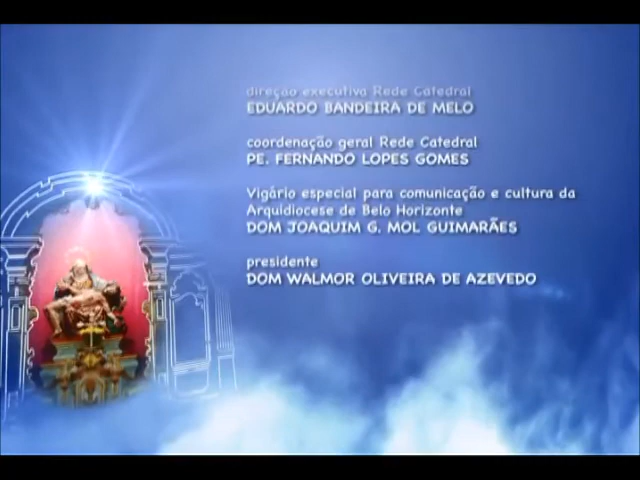 direção executiva Rede Catedral
EDUARDO BANDEIRA DE MELO
coordenação geral Rede Catedral
PE. FERNANDO LOPES GOMES
Vigário especial para comunicação e cultura da
Arquidiocese de Belo Horizonte
DOM JOAQUIM G. MOL GUIMARÃES
presidente
DOM WALMOR OLIVEIRA DE AZEVEDO